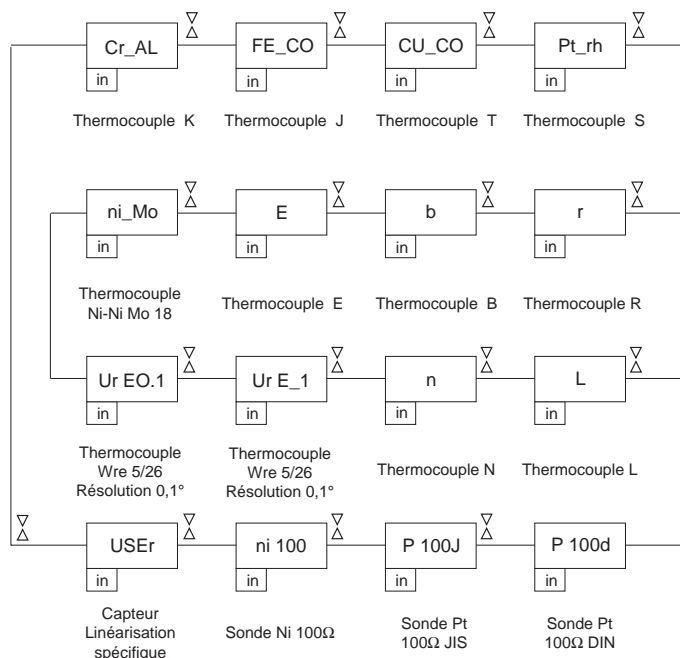 Cr_AL FE_CO CU_CO Pt_rh
in in in in
Thermocouple K Thermocouple J Thermocouple T Thermocouple S
ni_Mo E b r
in in in in
Thermocouple
Ni-Ni Mo 18
Thermocouple E Thermocouple B Thermocouple R
Ur EO.1 Ur E_1 n L
in in in in
Thermocouple
Wre 5/26
Résolution 0,1°
Thermocouple
Wre 5/26
Résolution 0,1°
Thermocouple N Thermocouple L
USEr ni 100 P 100J P 100d
in in in in
Capteur
Linéarisation
spécifique
Sonde Ni 100Ω
Sonde Pt
100Ω JIS
Sonde Pt
100Ω DIN